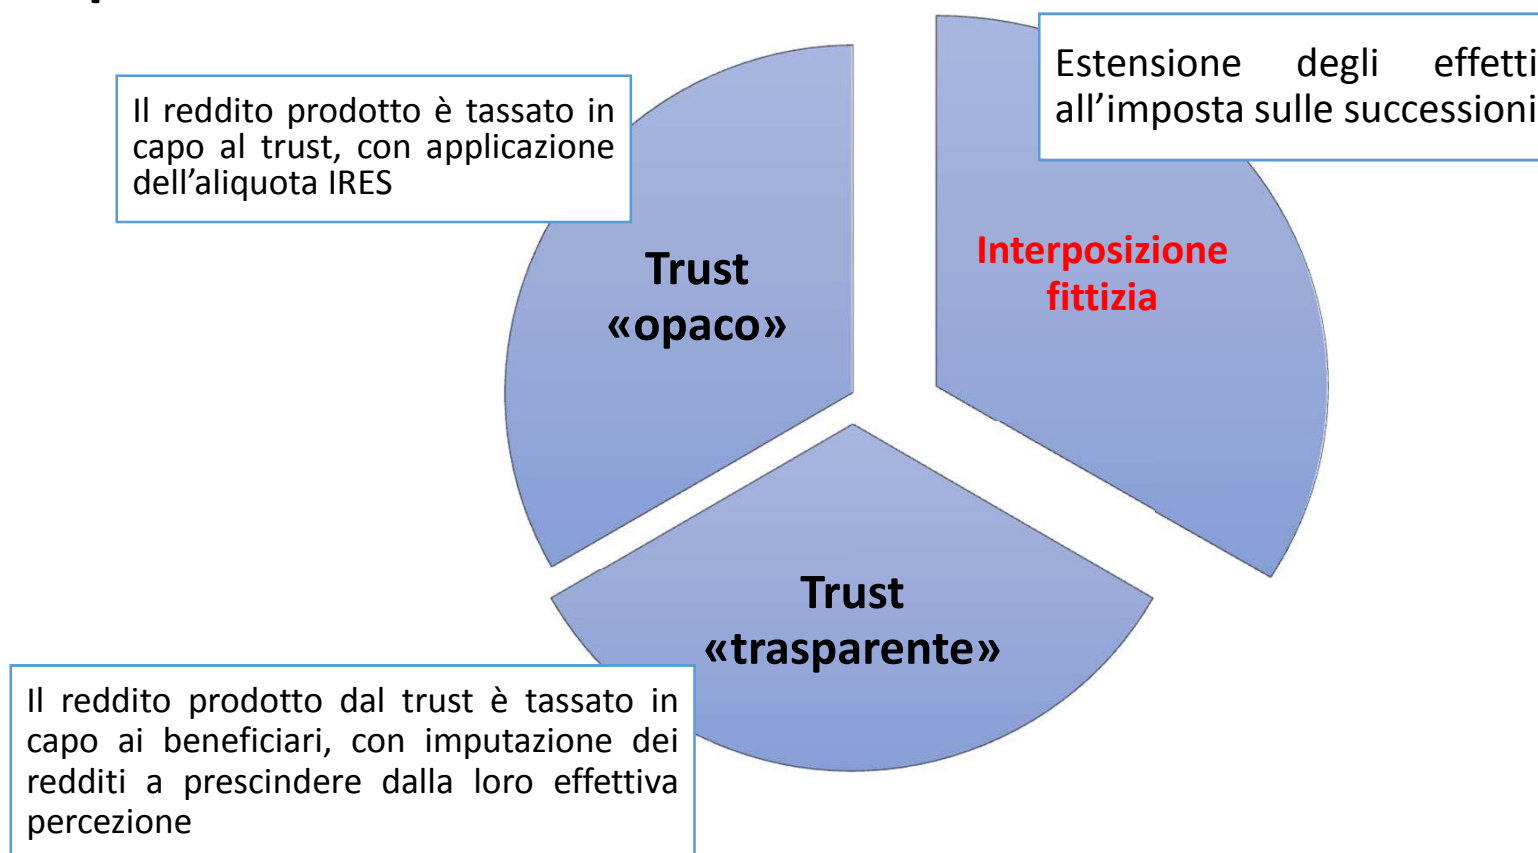 Il reddito prodotto è tassato in
capo al trust, con applicazione
dell’aliquota IRES
Estensione degli effetti
all’imposta sulle successioni
Trust
«opaco»
Interposizione
fittizia
Trust
«trasparente»
Il reddito prodotto dal trust è tassato in
capo ai beneficiari, con imputazione dei
redditi a prescindere dalla loro effettiva
percezione